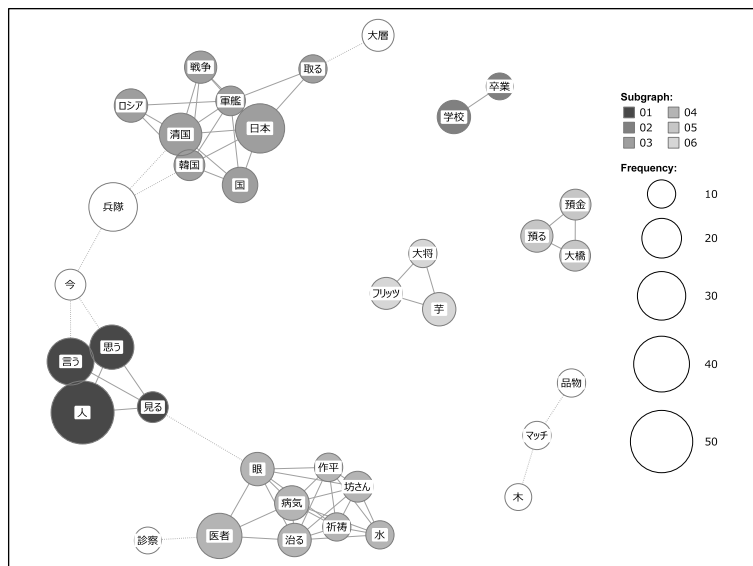 大層
戦争
取る
ロシア
軍艦
日本
清国
韓国
国
兵隊
今
思う
言う
人
見る
卒業
学校
預金
預る
大橋
大将
フリッツ
芋
品物
マッチ
木
眼
作平
坊さん
病気
医者
祈祷
治る
水
診察
Subgraph:
01 04
02 05
03 06
Frequency:
10
20
30
40
50